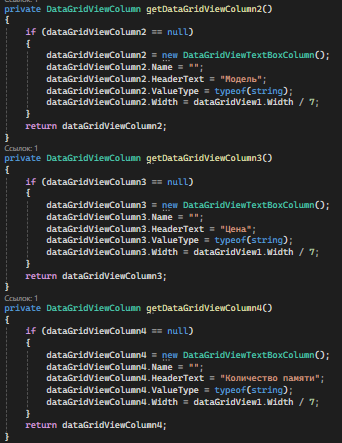 private DataGridViewColumn getDataGridViewColumn2()
{
if (dataGridViewColumn2 == null)
{
dataGridViewColumn2 = new DataGridViewTextBoxColumn();
dataGridViewColumn2.Name = "";
dataGridViewColumn2.HeaderText = "Модель";
dataGridViewColumn2.ValueType = typeof(string);
dataGridViewColumn2.Width = dataGridView1.Width / 7;
}
return dataGridViewColumn2;
}
Ссылок: 1
private DataGridViewColumn getDataGridViewColumn3()
{
if (dataGridViewColumn3 == null)
{
dataGridViewColumn3 = new DataGridViewTextBoxColumn();
dataGridViewColumn3.Name = "";
dataGridViewColumn3.HeaderText = "Цена";
dataGridViewColumn3.ValueType = typeof(string);
dataGridViewColumn3.Width = dataGridView1.Width / 7;
}
return dataGridViewColumn3;
}
Ссылок: 1
private DataGridViewColumn getDataGridViewColumn4()
{
if (dataGridViewColumn4 == null)
{
dataGridViewColumn4 = new DataGridViewTextBoxColumn();
dataGridViewColumn4.Name = "";
dataGridViewColumn4.HeaderText = "Количество памяти";
dataGridViewColumn4.ValueType = typeof(string);
dataGridViewColumn4.Width = dataGridView1.Width / 7;
}
return dataGridViewColumn4;
}